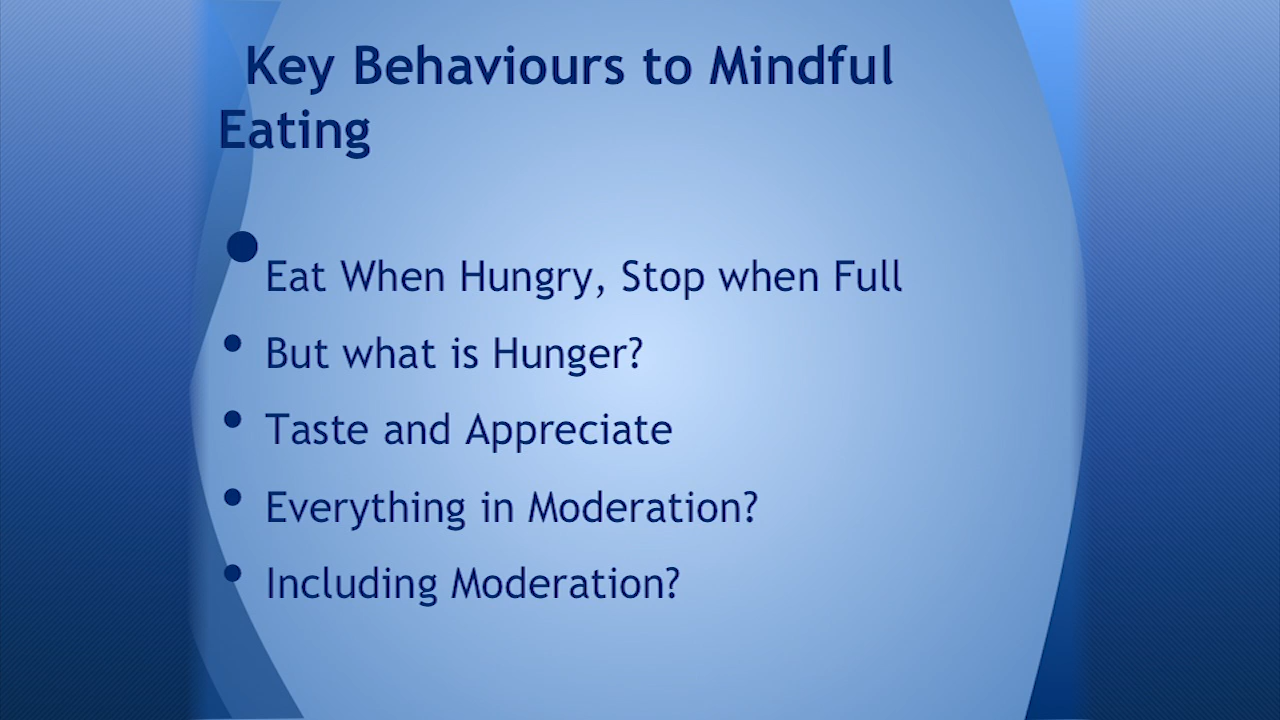 Key Behaviours to Mindful
Eating
• Eat When Hungry, Stop when Full
• But what is Hunger?
• Taste and Appreciate
• Everything in Moderation?
• Including Moderation?